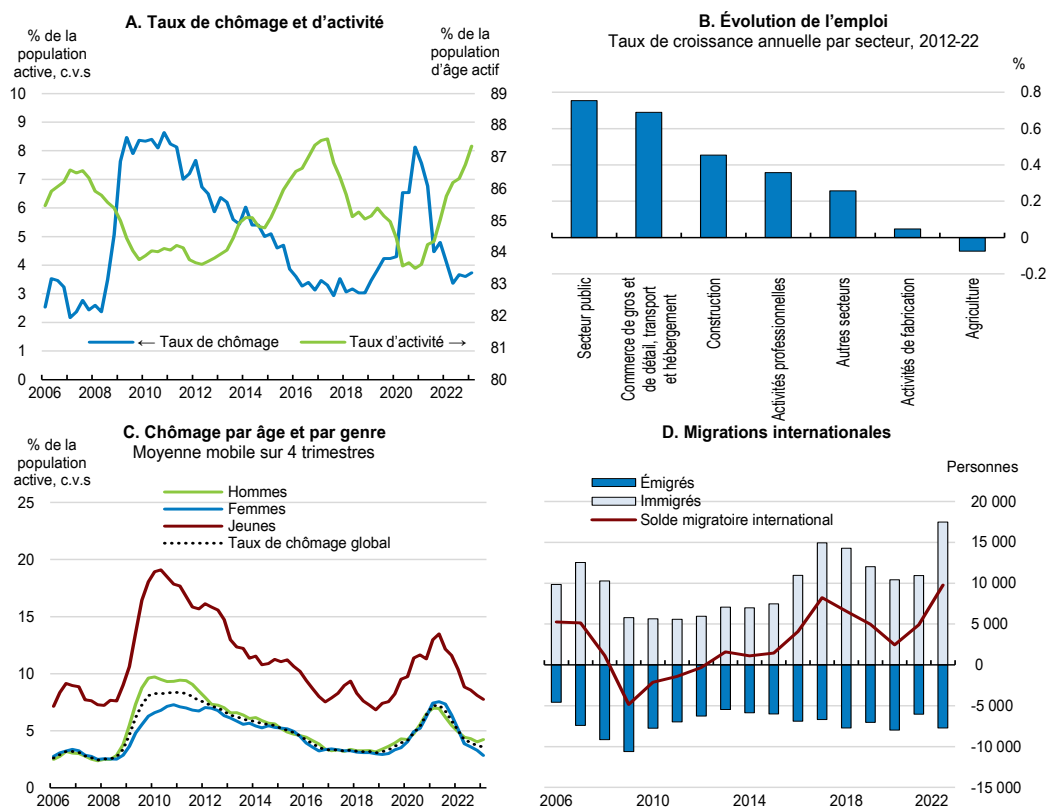 A. Taux de chômage et d'activité
% de la
population
active, c.v.s
% de la
population
d'âge actif
10
9
8
7
6
5
4
3
2
1
0
89
88
87
86
85
84
83
82
81
80
← Taux de chômage
Taux d'activité →
2006 2008 2010 2012 2014 2016 2018 2020 2022
B. Évolution de l'emploi
Taux de croissance annuelle par secteur, 2012-22
%
0.8
0.6
0.4
0.2
0
-0.2
Secteur public
Commerce de gros et
de détail, transport
et hébergement
Construction
Activités professionnelles
Autres secteurs
Activités de fabrication
Agriculture
C. Chômage par âge et par genre
Moyenne mobile sur 4 trimestres
% de la
population
active, c.v.s
25
20
15
10
5
0
Hommes
Femmes
Jeunes
Taux de chômage global
2006 2008 2010 2012 2014 2016 2018 2020 2022
D. Migrations internationales
Personnes
Émigrés
Immigrés
Solde migratoire international
20 000
15 000
10 000
5 000
0
-5 000
-10 000
-15 000
2006 2010 2014 2018 2022